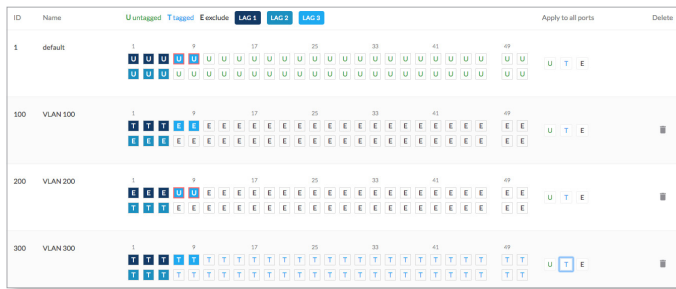 ID Name U untagged T tagged E exclude LAG 1 LAG 2 LAG 3 Apply to all ports Delete
1 9 17 25 33 41 49
1 default U U U U U U U U U U U U U U U U U U U U U U U U U U
U U U U U U U U U U U U U U U U U U U U U U U U U U
U T E
1 9 17 25 33 41 49
100 VLAN 100 T T T E E E E E E E E E E E E E E E E E E E E E E E
E E E E E E E E E E E E E E E E E E E E E E E E E E
U T E
1 9 17 25 33 41 49
200 VLAN 200 E E E U U E E E E E E E E E E E E E E E E E E E E E
T T T E E E E E E E E E E E E E E E E E E E E E E E
U T E
1 9 17 25 33 41 49
300 VLAN 300 T T T T T T T T T T T T T T T T T T T T T T T T T T
T T T T T T T T T T T T T T T T T T T T T T T T T T
U T E